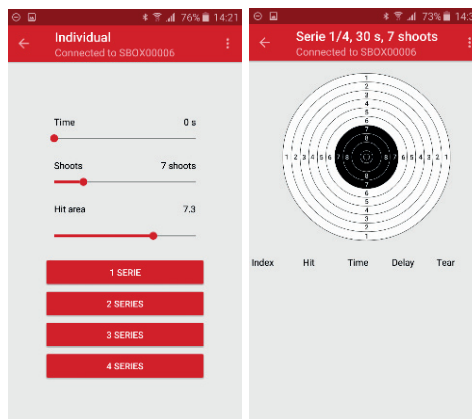 76% 14:21
Individual
Connected to SBOX00006
Time 0 s
Shoots 7 shoots
Hit area 7.3
1 SERIE
2 SERIES
3 SERIES
4 SERIES
73% 14:3
Serie 1/4, 30 s, 7 shoots
Connected to SBOX00006
1
2
3
4
5
6
7
8
1 2 3 4 5 6 7 8 8 7 6 5 4 3 2 1
8
7
6
5
4
3
2
1
Index Hit Time Delay Tear